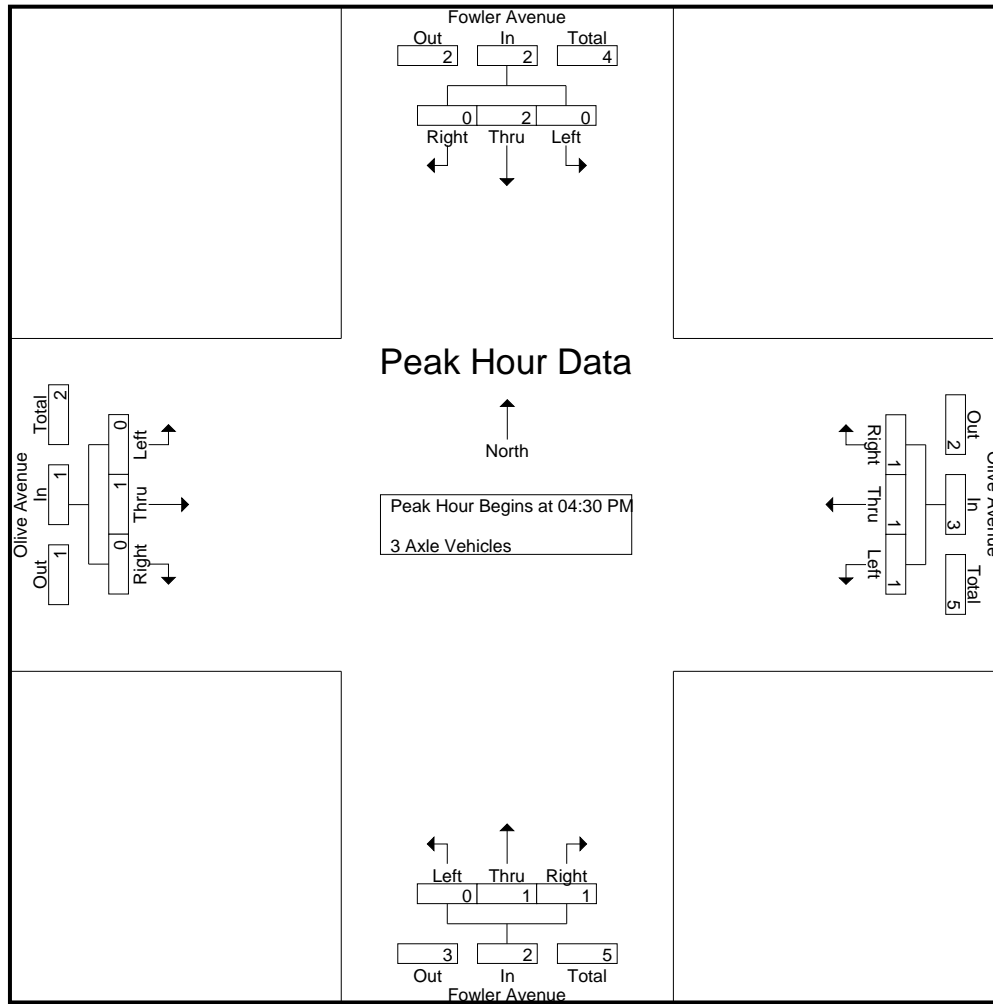 Fowler Avenue
Out In Total
2 2 4
0 2 0
Right Thru Left
Peak Hour Data
North
Peak Hour Begins at 04:30 PM
3 Axle Vehicles
Olive Avenue
Total In Out
2 1 1
0 1 0
Left Thru Right
Olive Avenue
Out In Total
2 3 5
1 1 1
Right Thru Left
Left Thru Right
0 1 1
3 2 5
Out In Total
Fowler Avenue